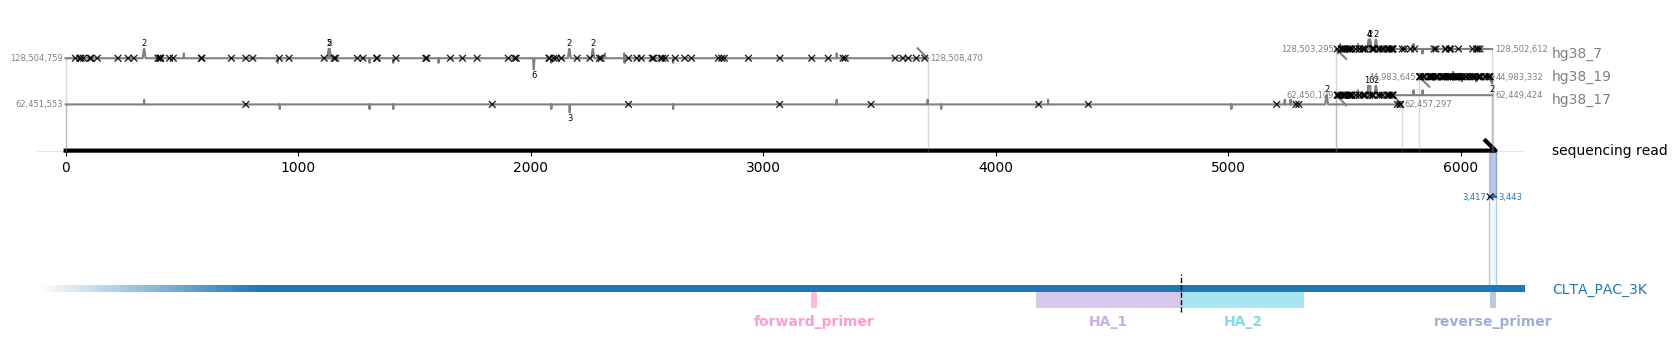 2 5 2 2 4 2 2
128,504,759 128,508,470 128,503,295 128,502,612 hg38_7
6
44,983,645 44,983,332 hg38_19
2 10 2 2
62,450,109 62,449,424 hg38_17
62,451,553 62,457,297
3
sequencing read
0 1000 2000 3000 4000 5000 6000
3,417 3,443
CLTA_PAC_3K
forward_primer HA_1 HA_2 reverse_primer